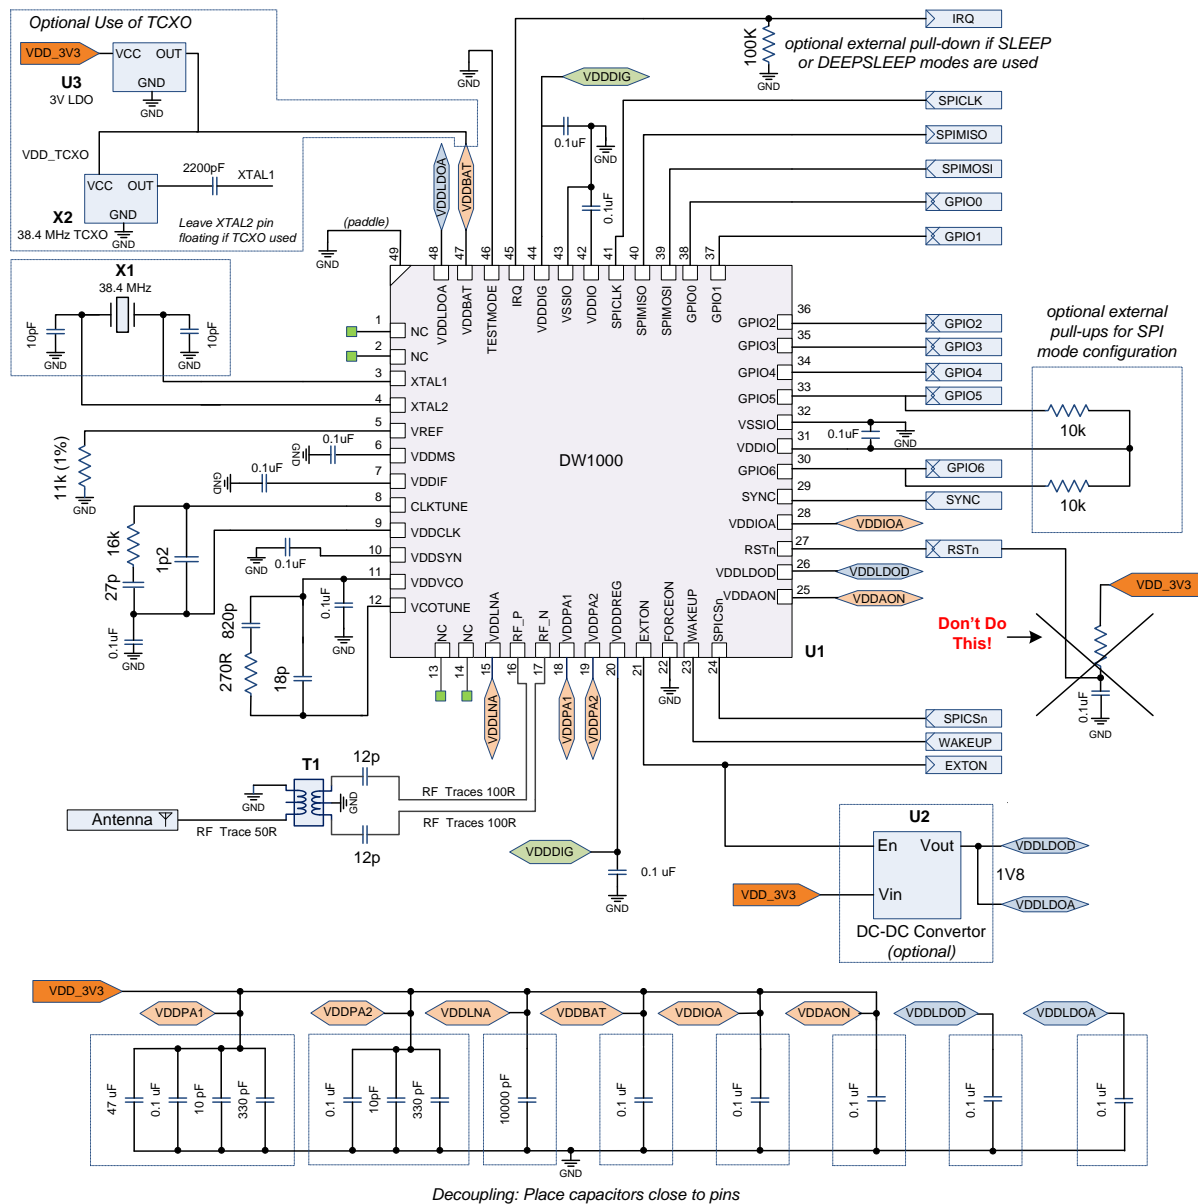 Optional Use of TCXO
VDD_3V3
VCC OUT
GND
U3
3V LDO
GND
VDD_TCXO
2200pF
XTAL1
VCC OUT
GND
X2
38.4 MHz TCXO
GND
Leave XTAL2 pin
floating if TCXO used
IRQ
100K
GND
optional external pull-down if SLEEP
or DEEPSLEEP modes are used
GND
VDDDIG
0.1uF
GND
0.1uF
SPICLK
SPIMISO
SPIMOSI
GPIO0
GPIO1
VDDLDOA
VDDBAT
(paddle)
GND
49
48
47
46
45
44
43
42
41
40
39
38
37
VDDLDOA
VDDBAT
TESTMODE
IRQ
VDDDIG
VSSIO
VDDIO
SPICLK
SPIMISO
SPIMOSI
GPIO0
GPIO1
X1
38.4 MHz
10pF
GND
10pF
GND
1 NC
2 NC
3 XTAL1
4 XTAL2
5 VREF
6 VDDMS
7 VDDIF
8 CLKTUNE
9 VDDCLK
10 VDDSYN
11 VDDVCO
12 VCOTUNE
11k (1%)
GND
0.1uF
GND
0.1uF
GND
16k
27p
1p2
0.1uF
GND
0.1uF
GND
820p
270R
18p
0.1uF
GND
DW1000
U1
GPIO2 36
GPIO3 35
GPIO4 34
GPIO5 33
VSSIO 32
VDDIO 31
GPIO6 30
SYNC 29
VDDIOA 28
RSTn 27
VDDLDOD 26
VDDAON 25
GPIO2
GPIO3
GPIO4
GPIO5
0.1uF
GND
GPIO6
SYNC
VDDIOA
RSTn
VDDLDOD
VDDAON
optional external
pull-ups for SPI
mode configuration
10k
10k
VDD_3V3
Don't Do
This!
0.1uF
GND
NC
NC
VDDLNA
RF_P
RF_N
VDDPA1
VDDPA2
VDDREG
EXTON
FORCEON
WAKEUP
SPICSn
13
14
15
16
17
18
19
20
21
22
23
24
VDDLNA
VDDPA1
VDDPA2
GND
SPICSn
WAKEUP
EXTON
T1
12p
12p
GND
GND
RF Traces 100R
RF Traces 100R
Antenna
RF Trace 50R
VDDDIG
0.1 uF
GND
U2
En Vout
Vin
VDD_3V3
DC-DC Convertor
(optional)
VDDLDOD
1V8
VDDLDOA
VDD_3V3
VDDPA1
VDDPA2
VDDLNA
VDDBAT
VDDIOA
VDDAON
VDDLDOD
VDDLDOA
47 uF
0.1 uF
10 pF
330 pF
0.1 uF
10pF
330 pF
10000 pF
0.1 uF
0.1 uF
0.1 uF
0.1 uF
0.1 uF
GND
Decoupling: Place capacitors close to pins